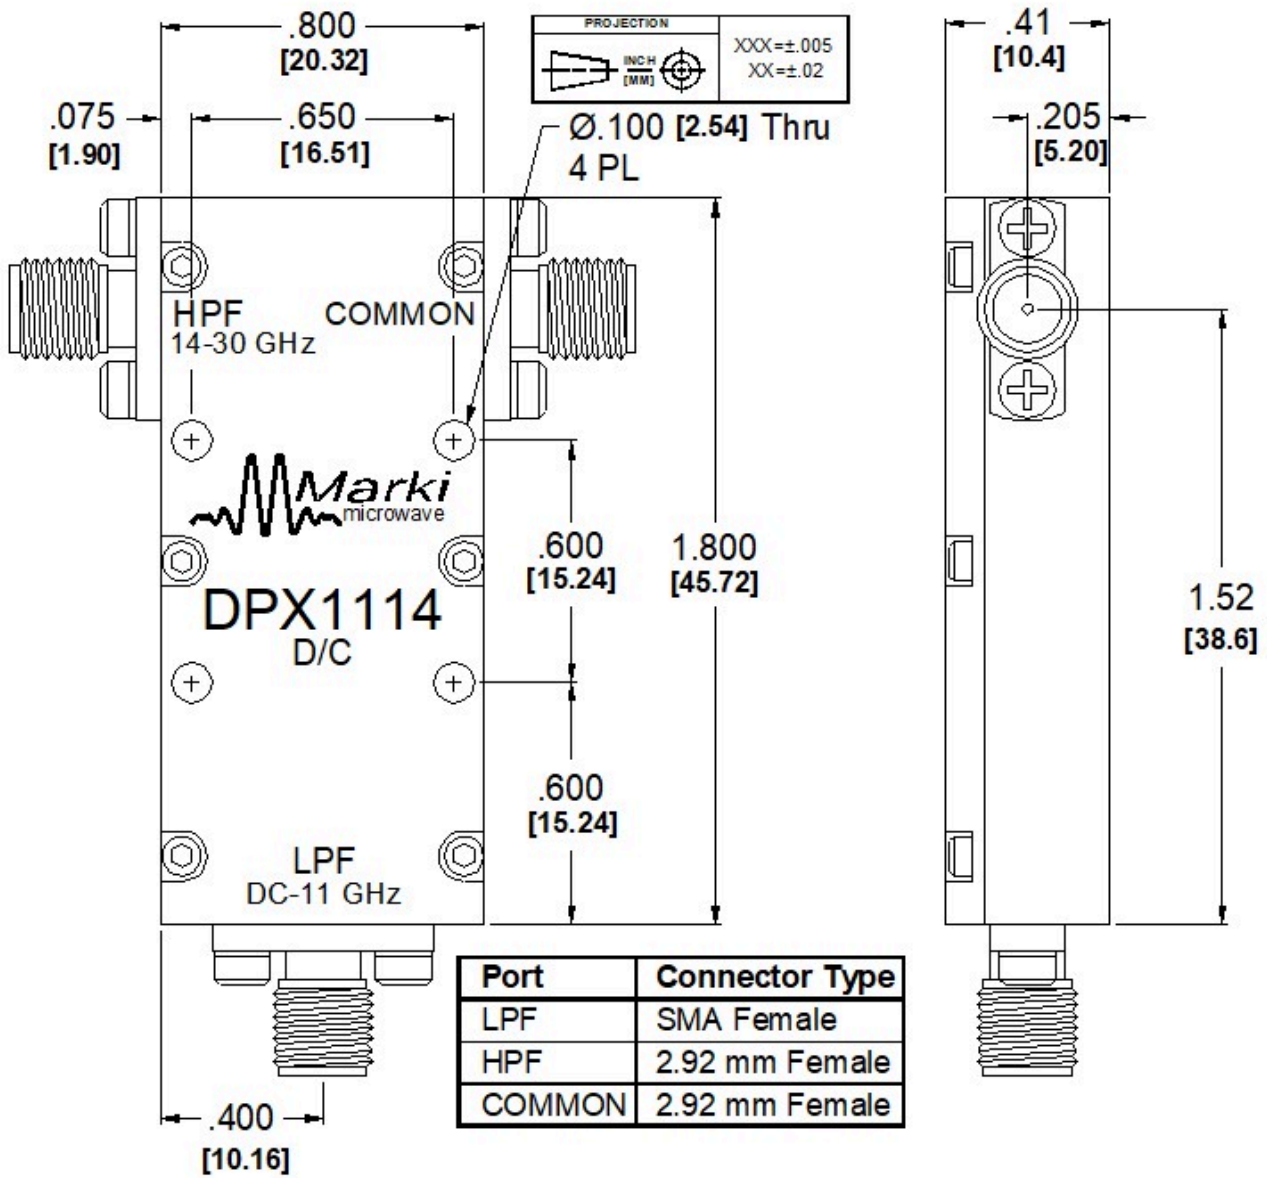 .800
[20.32]
PROJECTION
INCH
[MM]
XXX=±.005
XX=±.02
.41
[10.4]
.075
[1.90]
.650
[16.51]
Ø.100 [2.54] Thru
4 PL
.205
[5.20]
HPF
14-30 GHz
COMMON
Marki
microwave
.600
[15.24]
1.800
[45.72]
DPX1114
D/C
1.52
[38.6]
.600
[15.24]
LPF
DC-11 GHz
Port Connector Type
LPF SMA Female
HPF 2.92 mm Female
COMMON 2.92 mm Female
.400
[10.16]